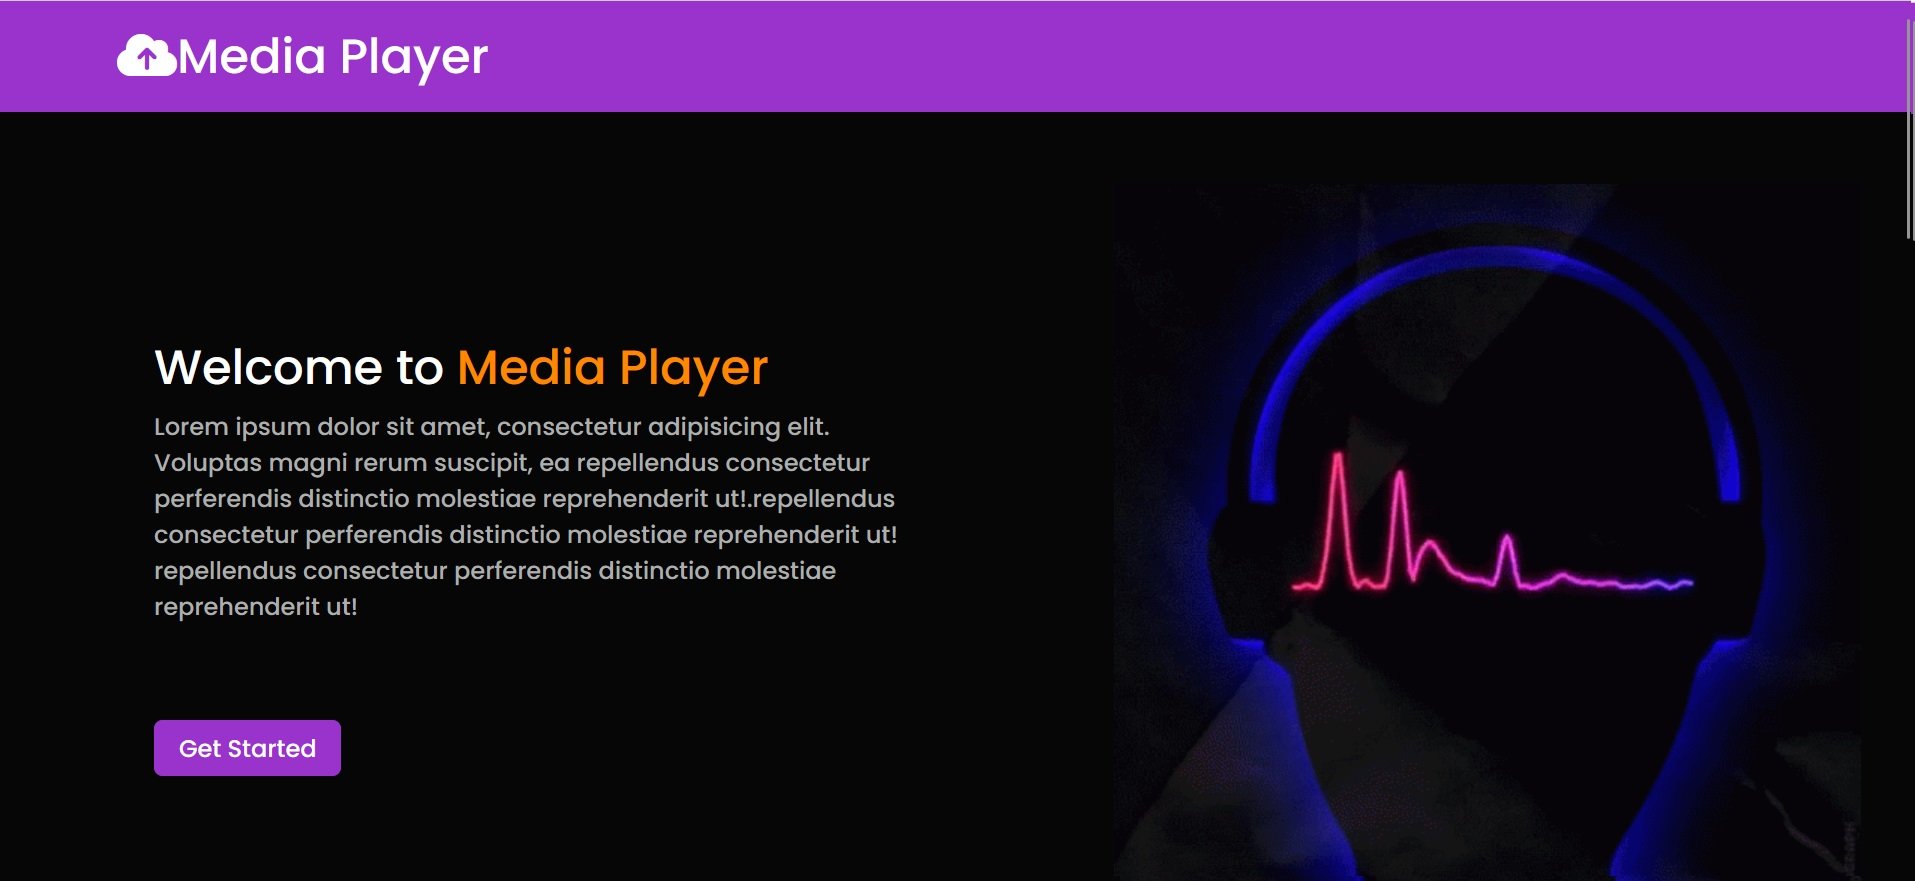 Media Player
Welcome to Media Player
Lorem ipsum dolor sit amet, consectetur adipisicing elit.
Voluptas magni rerum suscipit, ea repellendus consectetur
perferendis distinctio molestiae reprehenderit ut!.repellendus
consectetur perferendis distinctio molestiae reprehenderit ut!
repellendus consectetur perferendis distinctio molestiae
reprehenderit ut!
Get Started